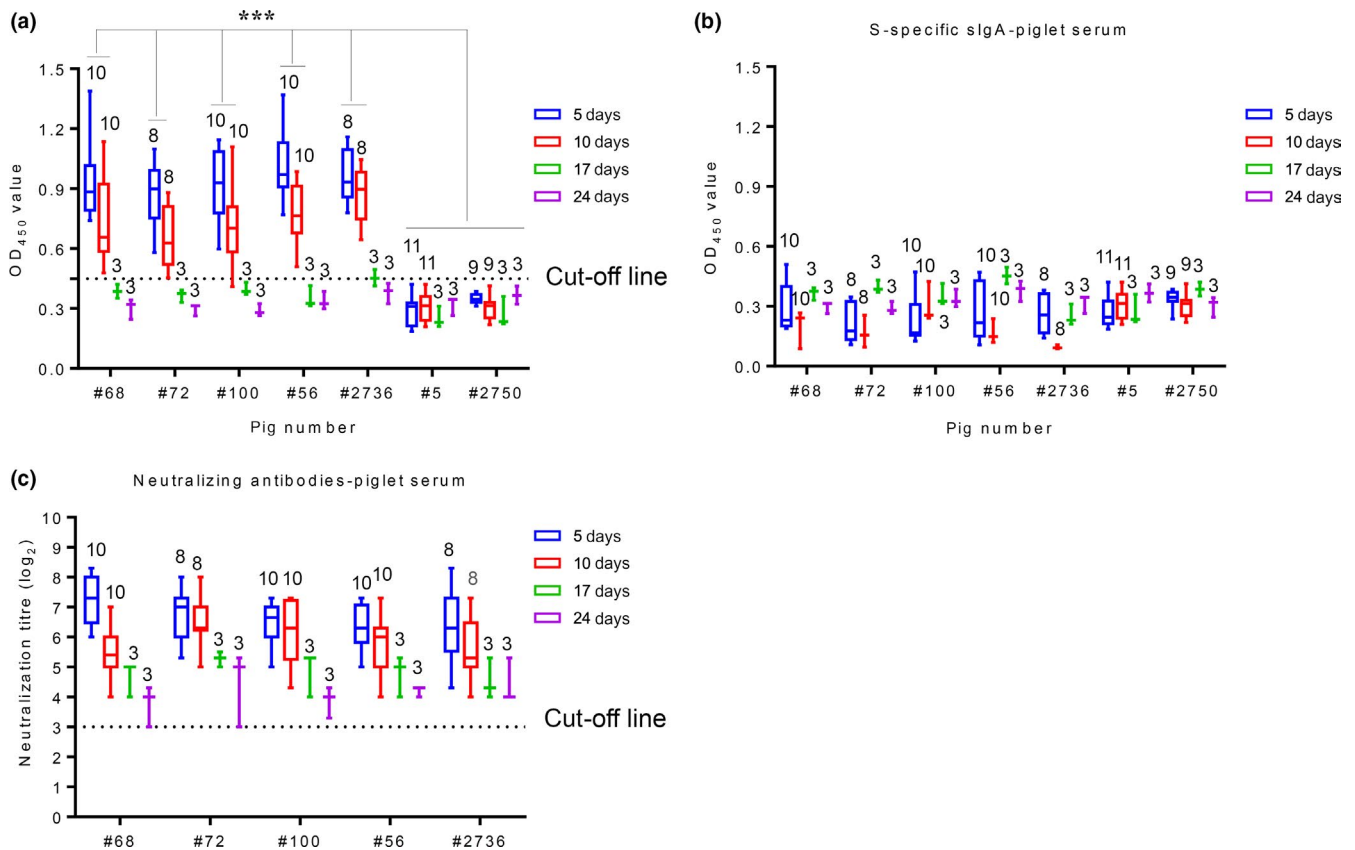 (a)
***
1.5
1.2
0.9
0.6
0.3
0.0
OD450 value
10 10 8 8 10 10 10 10 8 8
3 3 3 3 3 3 3 3 3 3
11 11 3 3 9 9 3 3
5 days
10 days
17 days
24 days
Cut-off line
#68 #72 #100 #56 #2736 #5 #2750
Pig number
(b)
S-specific sIgA-piglet serum
1.5
1.2
0.9
0.6
0.3
0.0
OD450 value
10 10 3 3 8 8 3 3 10 10 3 3 10 10 3 3 8 8 3 3 11 11 3 3 9 9 3 3
5 days
10 days
17 days
24 days
#68 #72 #100 #56 #2736 #5 #2750
Pig number
(c)
Neutralizing antibodies-piglet serum
10
9
8
7
6
5
4
3
2
1
0
Neutralization titre (log2)
10 10 3 3 8 8 3 3 10 10 3 3 10 10 3 3 8 8 3 3
5 days
10 days
17 days
24 days
Cut-off line
#68 #72 #100 #56 #2736